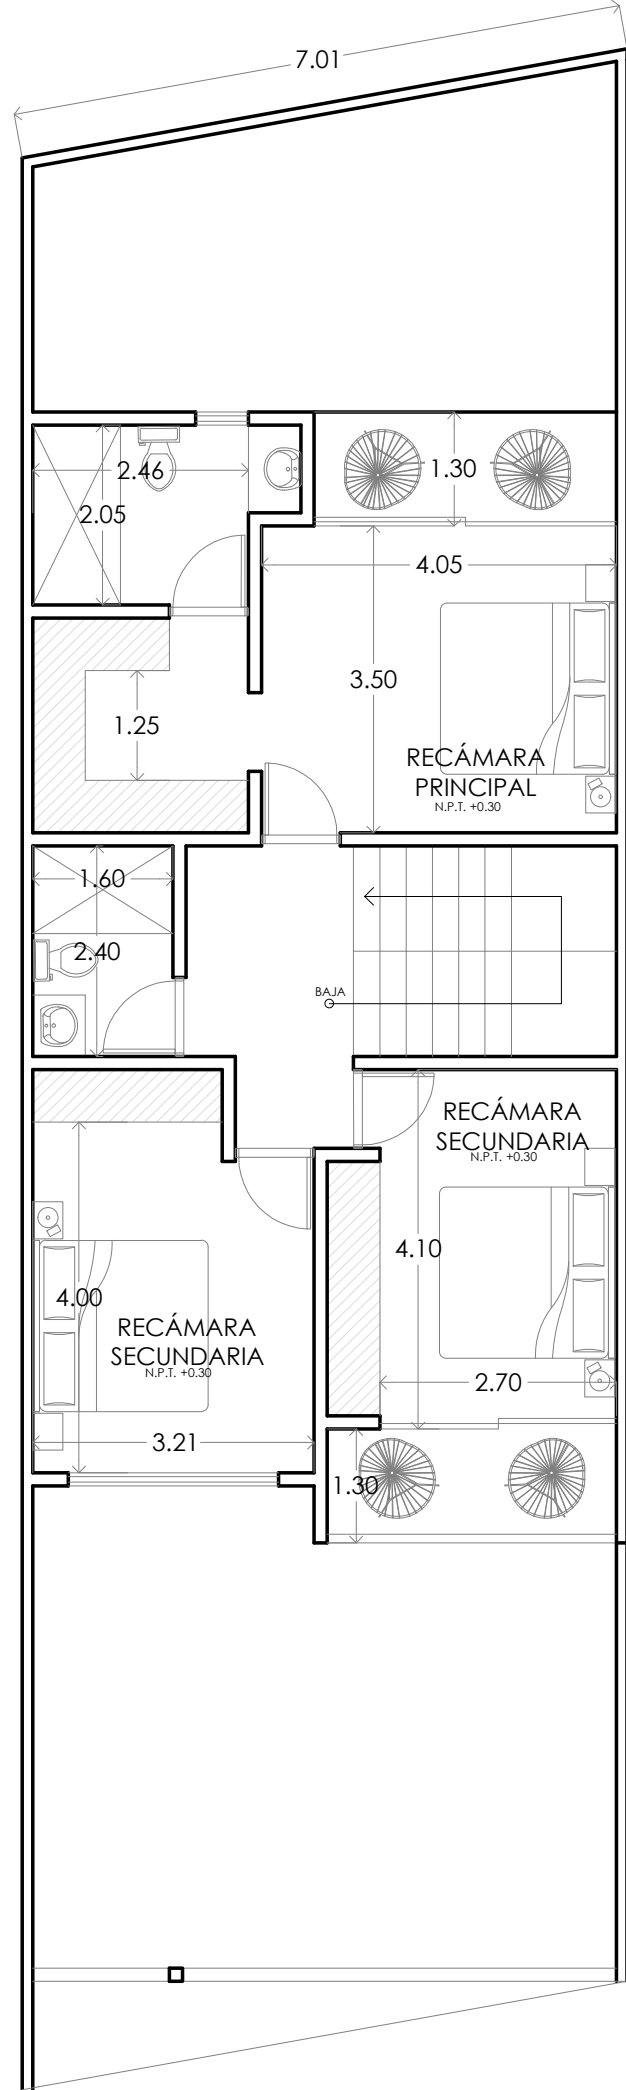 7.01
2.46
1.30
2.05
4.05
3.50
1.25
RECÁMARA
PRINCIPAL
N.P.T. +0.30
1.60
2.40
BAJA
RECÁMARA
SECUNDARIA
N.P.T. +0.30
4.10
4.00
RECÁMARA
SECUNDARIA
N.P.T. +0.30
2.70
3.21
1.30